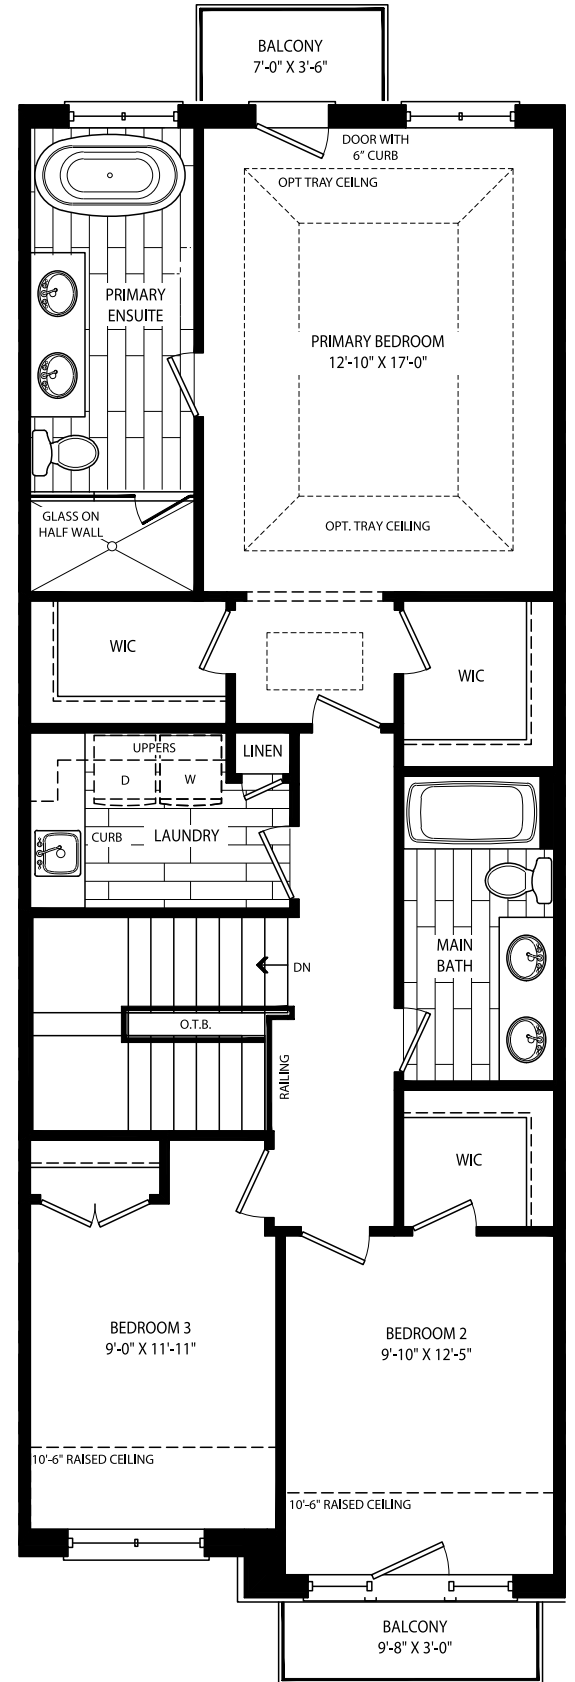 BALCONY
7'-0" X 3'-6"
DOOR WITH
6" CURB
OPT TRAY CEILNG
PRIMARY
ENSUITE
PRIMARY BEDROOM
12'-10" X 17'-0"
GLASS ON
HALF WALL
OPT. TRAY CEILING
WIC
WIC
UPPERS
LINEN
D
W
CURB
LAUNDRY
MAIN
BATH
DN
O.T.B.
RAILING
WIC
BEDROOM 3
9'-0" X 11'-11"
BEDROOM 2
9'-10" X 12'-5"
10'-6" RAISED CEILING
10'-6" RAISED CEILING
BALCONY
9'-8" X 3'-0"